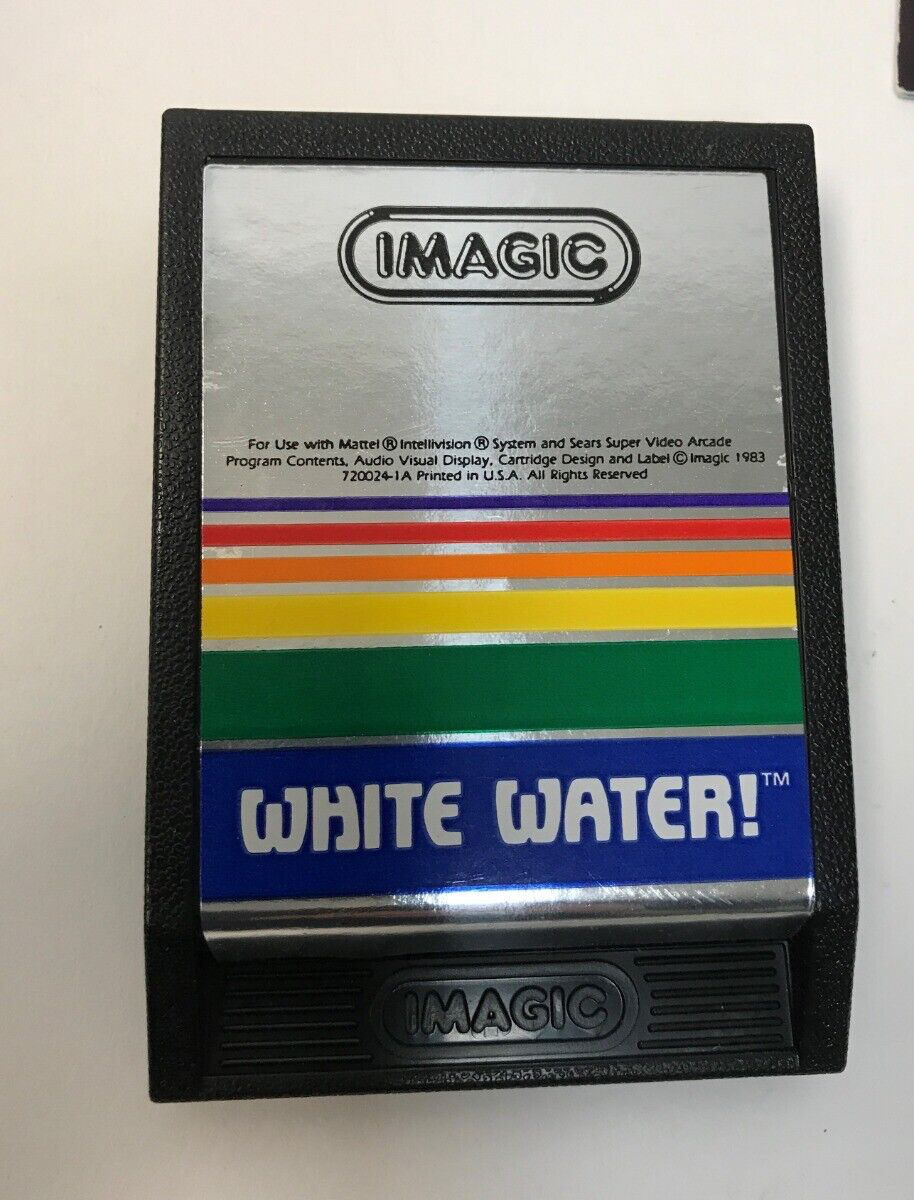 IMAGIC
For Use with Mattel® Intellivision® System and Sears Super Video Arcade
Program Contents, Audio Visual Display, Cartridge Design and Label © Imagic 1983
720024-1A Printed in U.S.A. All Rights Reserved
WHITE WATER!™
IMAGIC